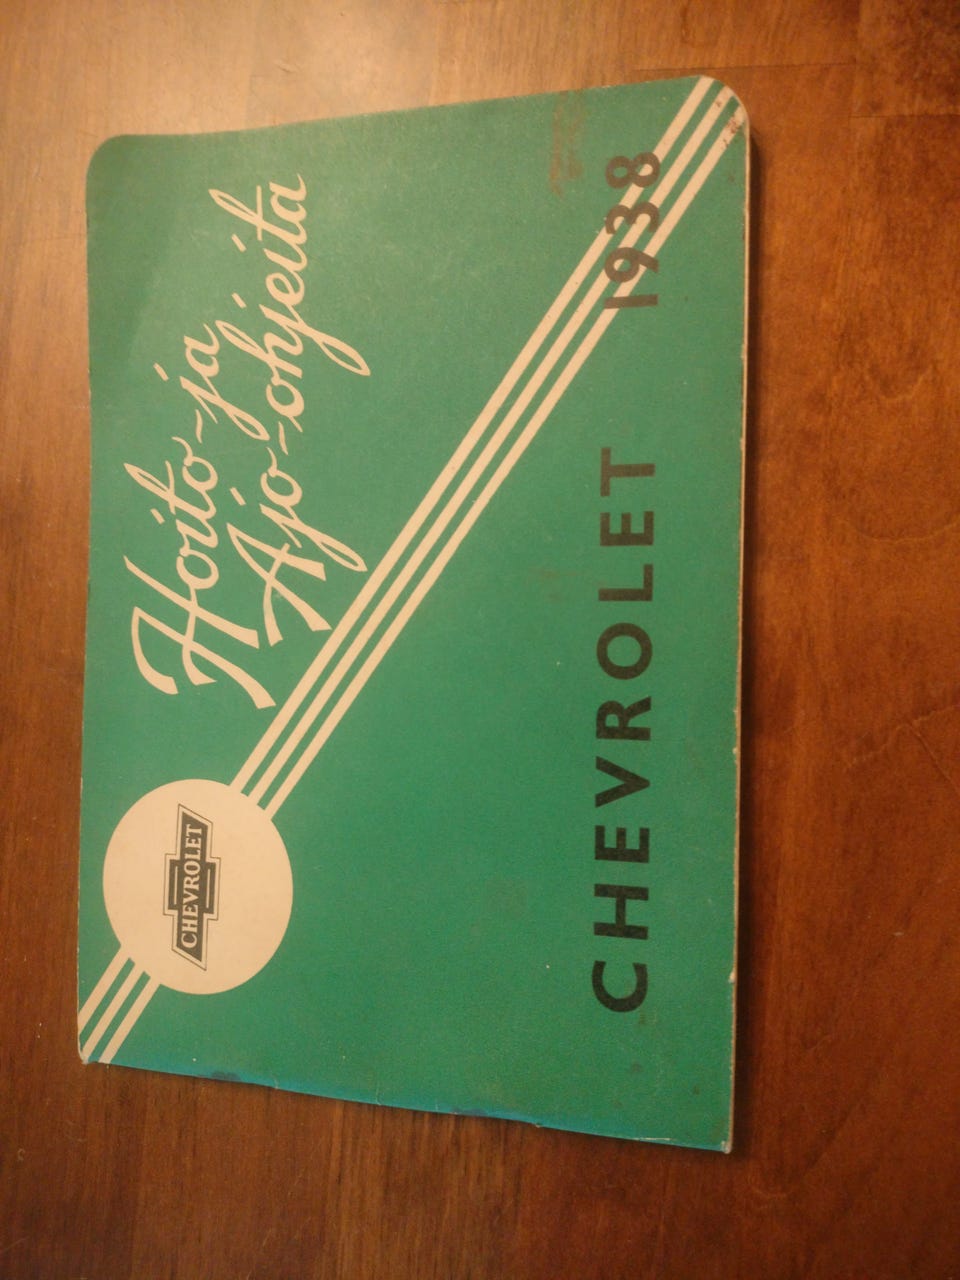 Hoito-ja
Ajo-ohjeita
CHEVROLET
CHEVROLET 1938